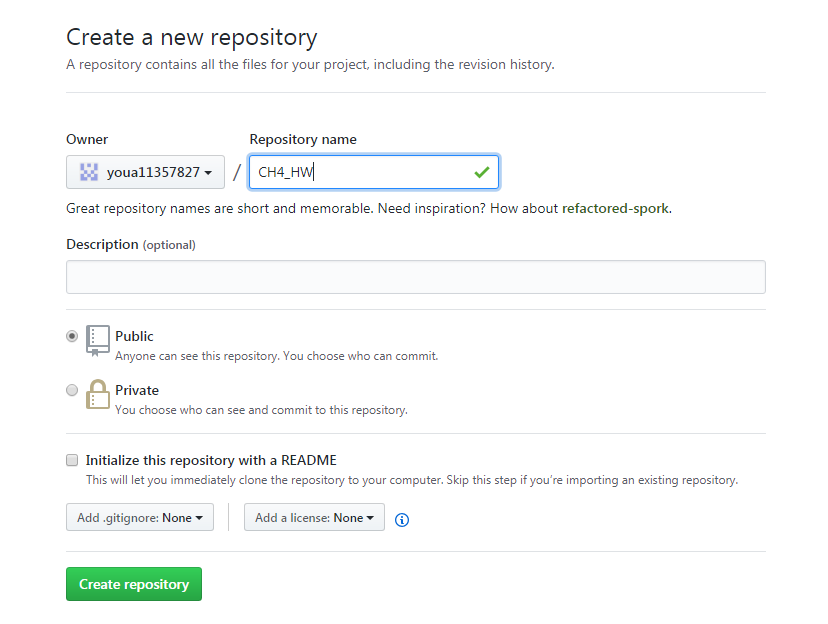 Create a new repository
A repository contains all the files for your project, including the revision history.
Owner
Repository name
youa11357827
/
CH4_HW
Great repository names are short and memorable. Need inspiration? How about refactored-spork.
Description (optional)
Public
Anyone can see this repository. You choose who can commit.
Private
You choose who can see and commit to this repository.
Initialize this repository with a README
This will let you immediately clone the repository to your computer. Skip this step if you're importing an existing repository.
Add .gitignore: None
Add a license: None
Create repository